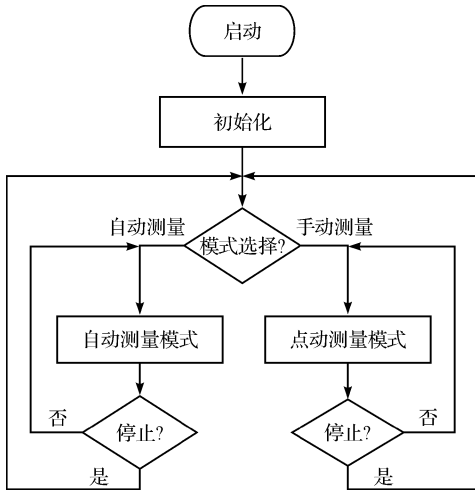 启动
初始化
自动测量
手动测量
模式选择?
自动测量模式
点动测量模式
否
停止?
停止?
否
是
是